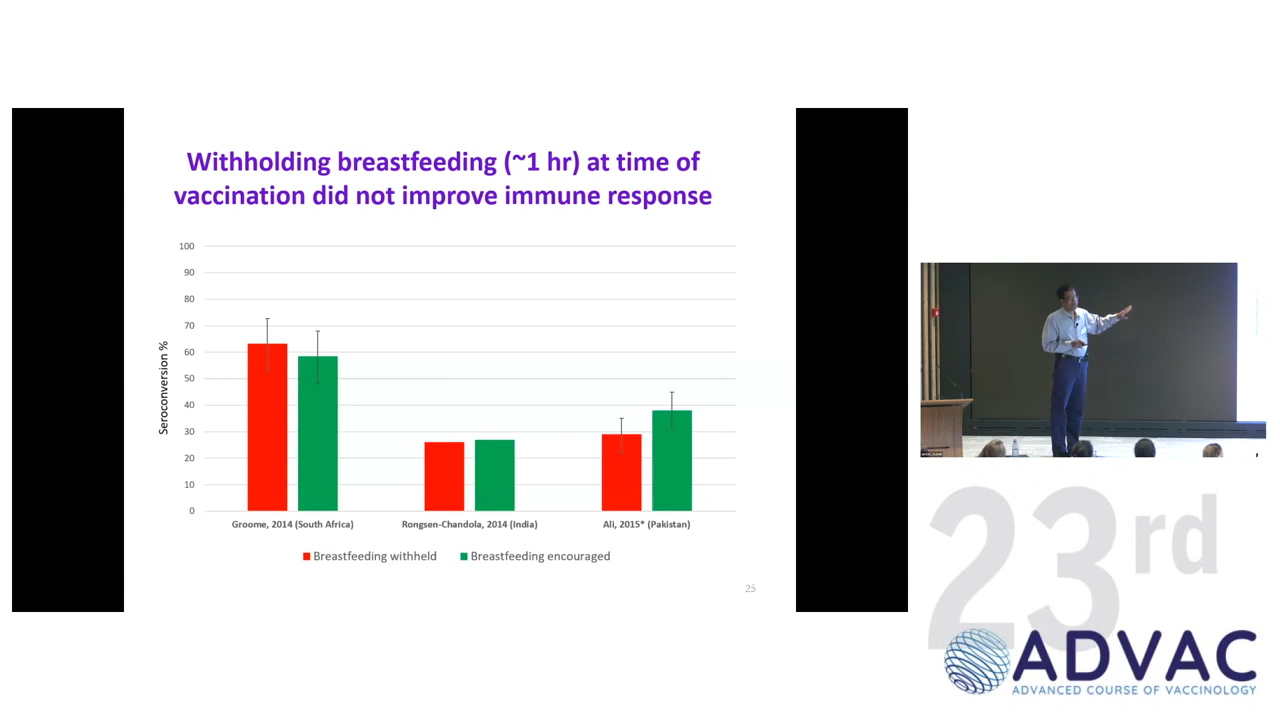 Withholding breastfeeding (~1 hr) at time of
vaccination did not improve immune response
100
90
80
70
60
50
40
30
20
10
0
Seroconversion %
Groome, 2014 (South Africa)
Rongsen-Chandola, 2014 (India)
Ali, 2015* (Pakistan)
Breastfeeding withheld
Breastfeeding encouraged
25
23rd
ADVAC
ADVANCED COURSE OF VACCINOLOGY